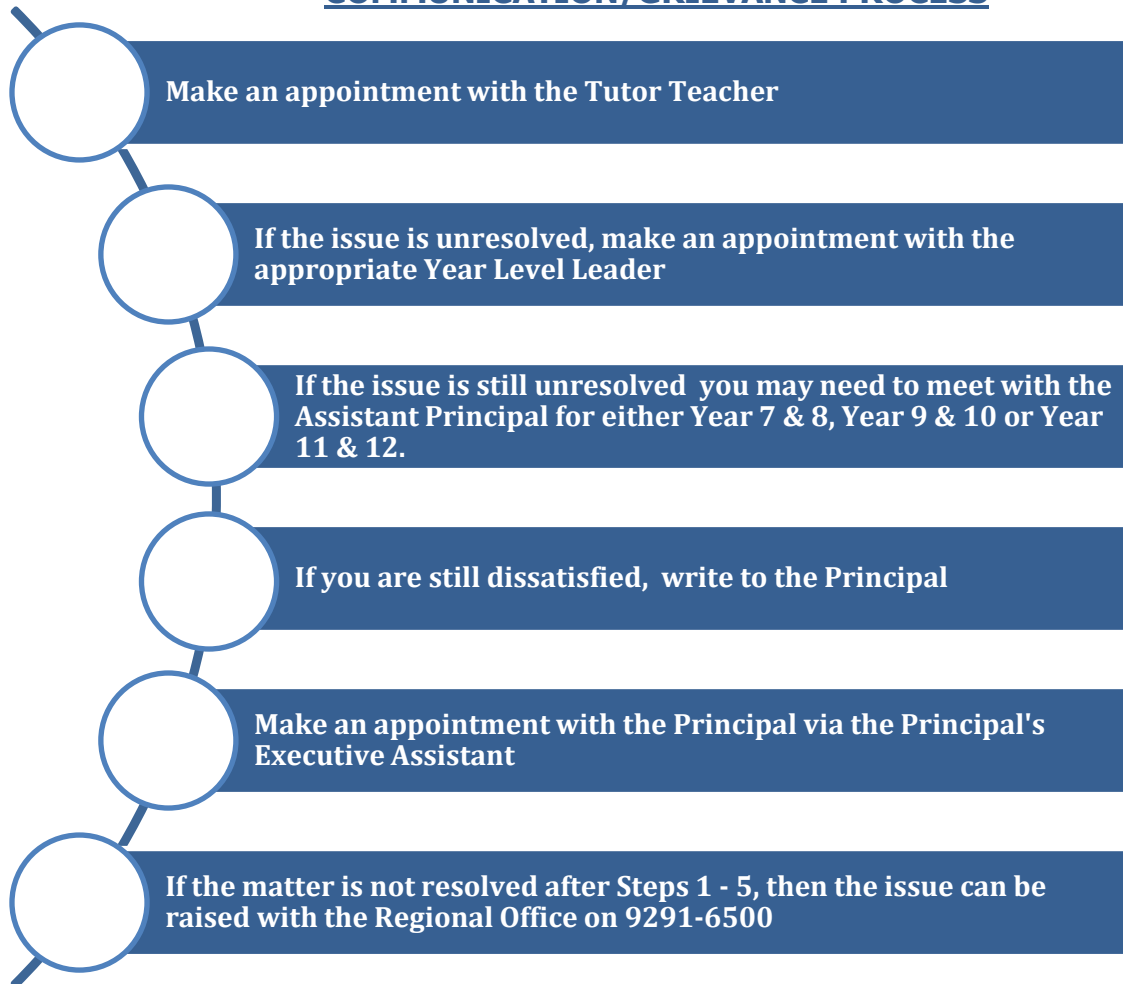 COMMUNICATION/GRIEVANCE PROCESS
Make an appointment with the Tutor Teacher
If the issue is unresolved, make an appointment with the
appropriate Year Level Leader
If the issue is still unresolved  you may need to meet with the
Assistant Principal for either Year 7 & 8, Year 9 & 10 or Year
11 & 12.
If you are still dissatisfied,  write to the Principal
Make an appointment with the Principal via the Principal's
Executive Assistant
If the matter is not resolved after Steps 1 - 5, then the issue can be
raised with the Regional Office on 9291-6500